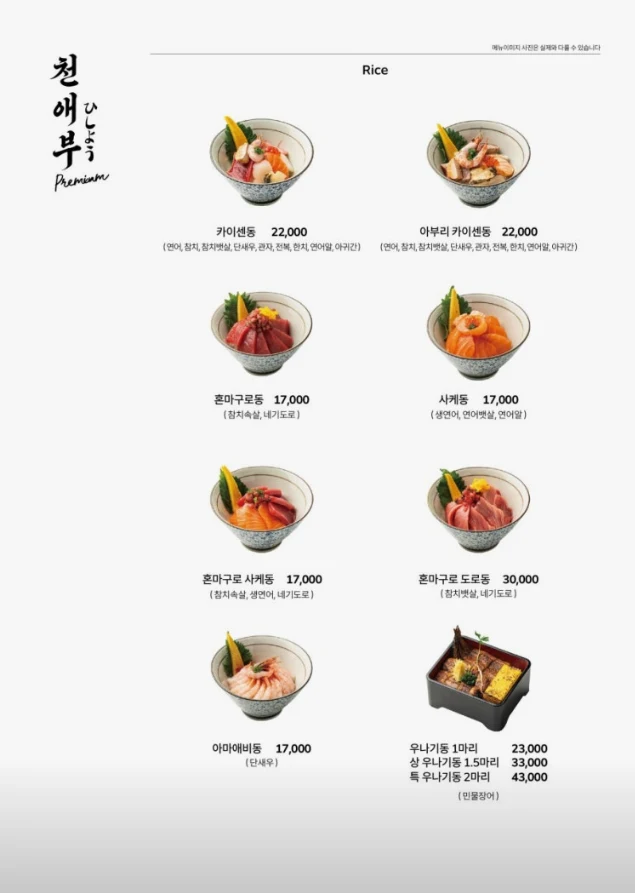 메뉴이미지 사진은 실제와 다를 수 있습니다
천애부
ひしょう
Premium
Rice
카이센동 22,000
(연어, 참치, 참치뱃살, 단새우, 관자, 전복, 한치, 연어알, 아귀간)
아부리 카이센동 22,000
(연어, 참치, 참치뱃살, 단새우, 관자, 전복, 한치, 연어알, 아귀간)
혼마구로동 17,000
(참치속살, 네기도로)
사케동 17,000
(생연어, 연어뱃살, 연어알)
혼마구로 사케동 17,000
(참치속살, 생연어, 네기도로)
혼마구로 도로동 30,000
(참치뱃살, 네기도로)
아마애비동 17,000
(단새우)
우나기동 1마리 23,000
상 우나기동 1.5마리 33,000
특 우나기동 2마리 43,000
(민물장어)